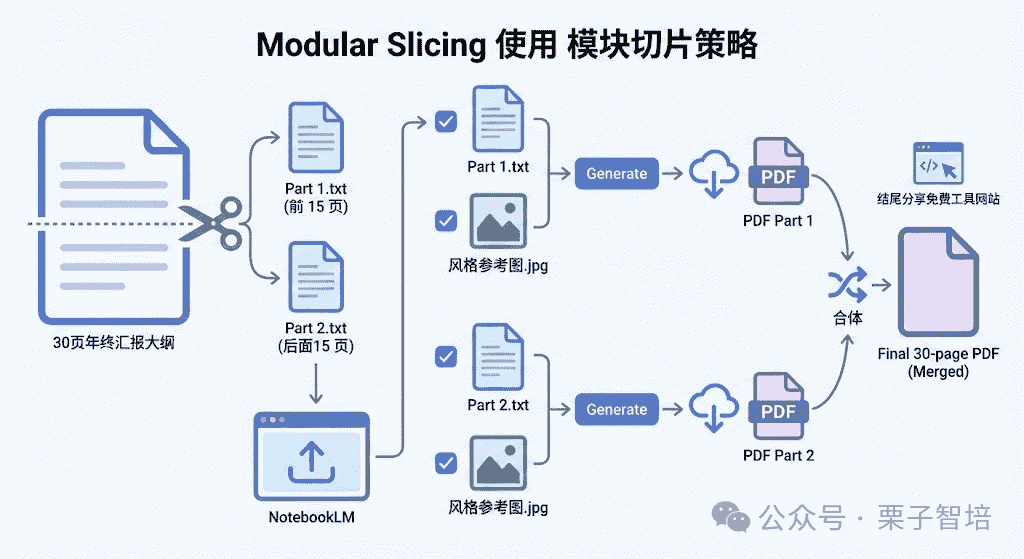 Modular Slicing 使用 模块切片策略
30页年终汇报大纲
Part 1.txt
(前 15 页)
Part 2.txt
(后面15 页)
NotebookLM
Part 1.txt
风格参考图.jpg
Generate
PDF
PDF Part 1
Part 2.txt
风格参考图.jpg
Generate
PDF
PDF Part 2
合体
</>
结尾分享免费工具网站
Final 30-page PDF
(Merged)
公众号 · 栗子智培